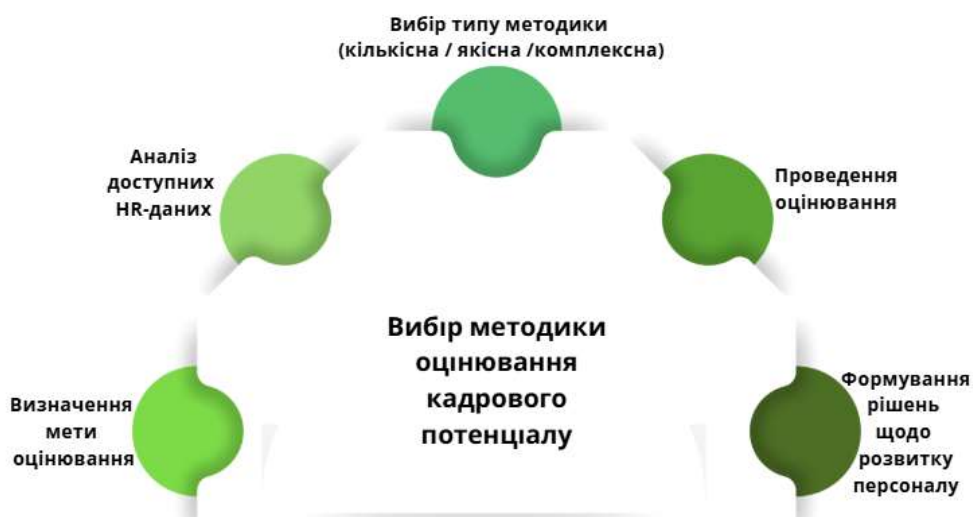 Вибір типу методики
(кількісна / якісна /комплексна)
Аналіз
доступних
HR-даних
Проведення
оцінювання
Вибір методики
оцінювання
кадрового
потенціалу
Визначення
мети
оцінювання
Формування
рішень
щодо
розвитку
персоналу